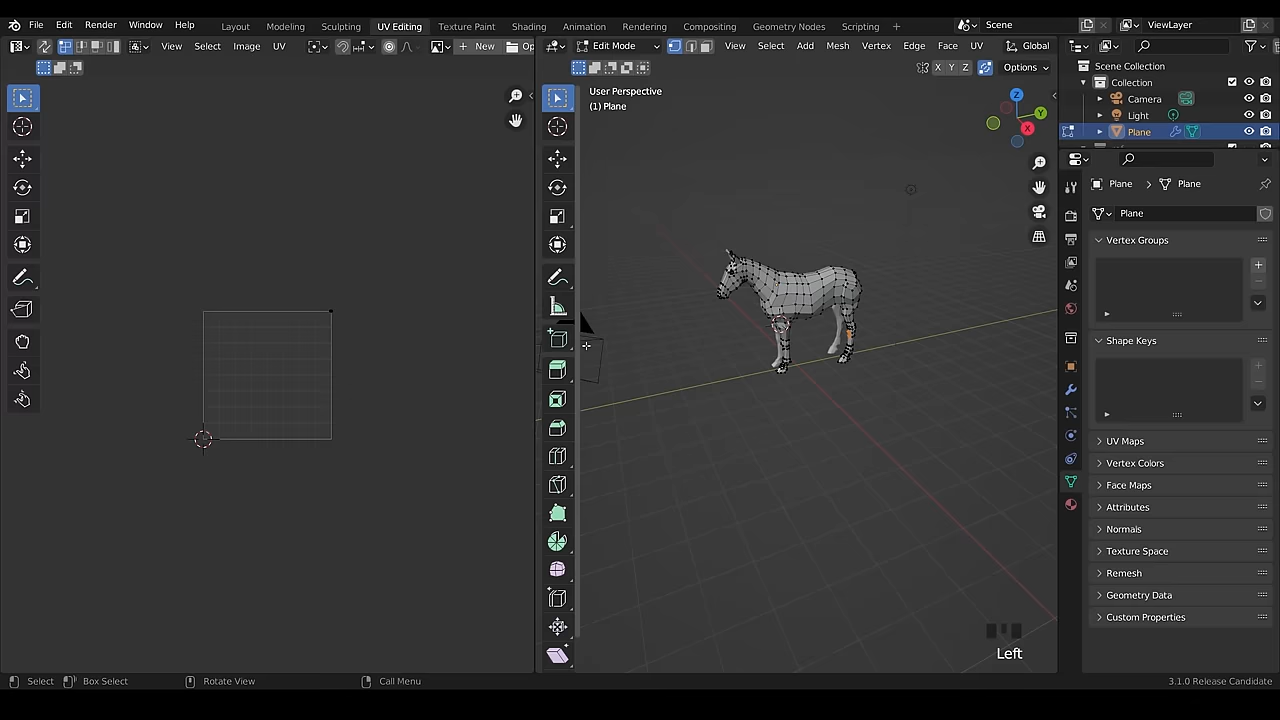 File Edit Render Window Help Layout Modeling Sculpting UV Editing Texture Paint Shading Animation Rendering Compositing Geometry Nodes Scripting Scene ViewLayer
View Select Image UV New Op Edit Mode View Select Add Mesh Vertex Edge Face UV Global
X Y Z Options
Scene Collection
Collection
Camera
Light
Plane
User Perspective
(1) Plane
Z
Y
X
Plane Plane
Plane
Vertex Groups
Shape Keys
UV Maps
Vertex Colors
Face Maps
Attributes
Normals
Texture Space
Remesh
Geometry Data
Custom Properties
Left
Select Box Select Rotate View Call Menu 3.1.0 Release Candidate